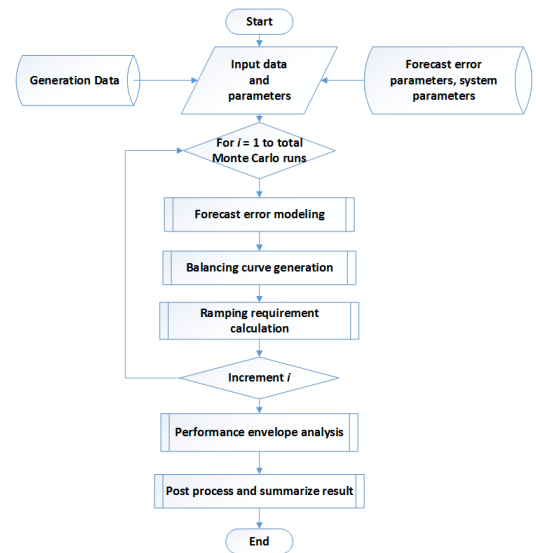 Start
Generation Data
Input data
and
parameters
Forecast error
parameters, system
parameters
For i = 1 to total
Monte Carlo runs
Forecast error modeling
Balancing curve generation
Ramping requirement
calculation
Increment i
Performance envelope analysis
Post process and summarize result
End